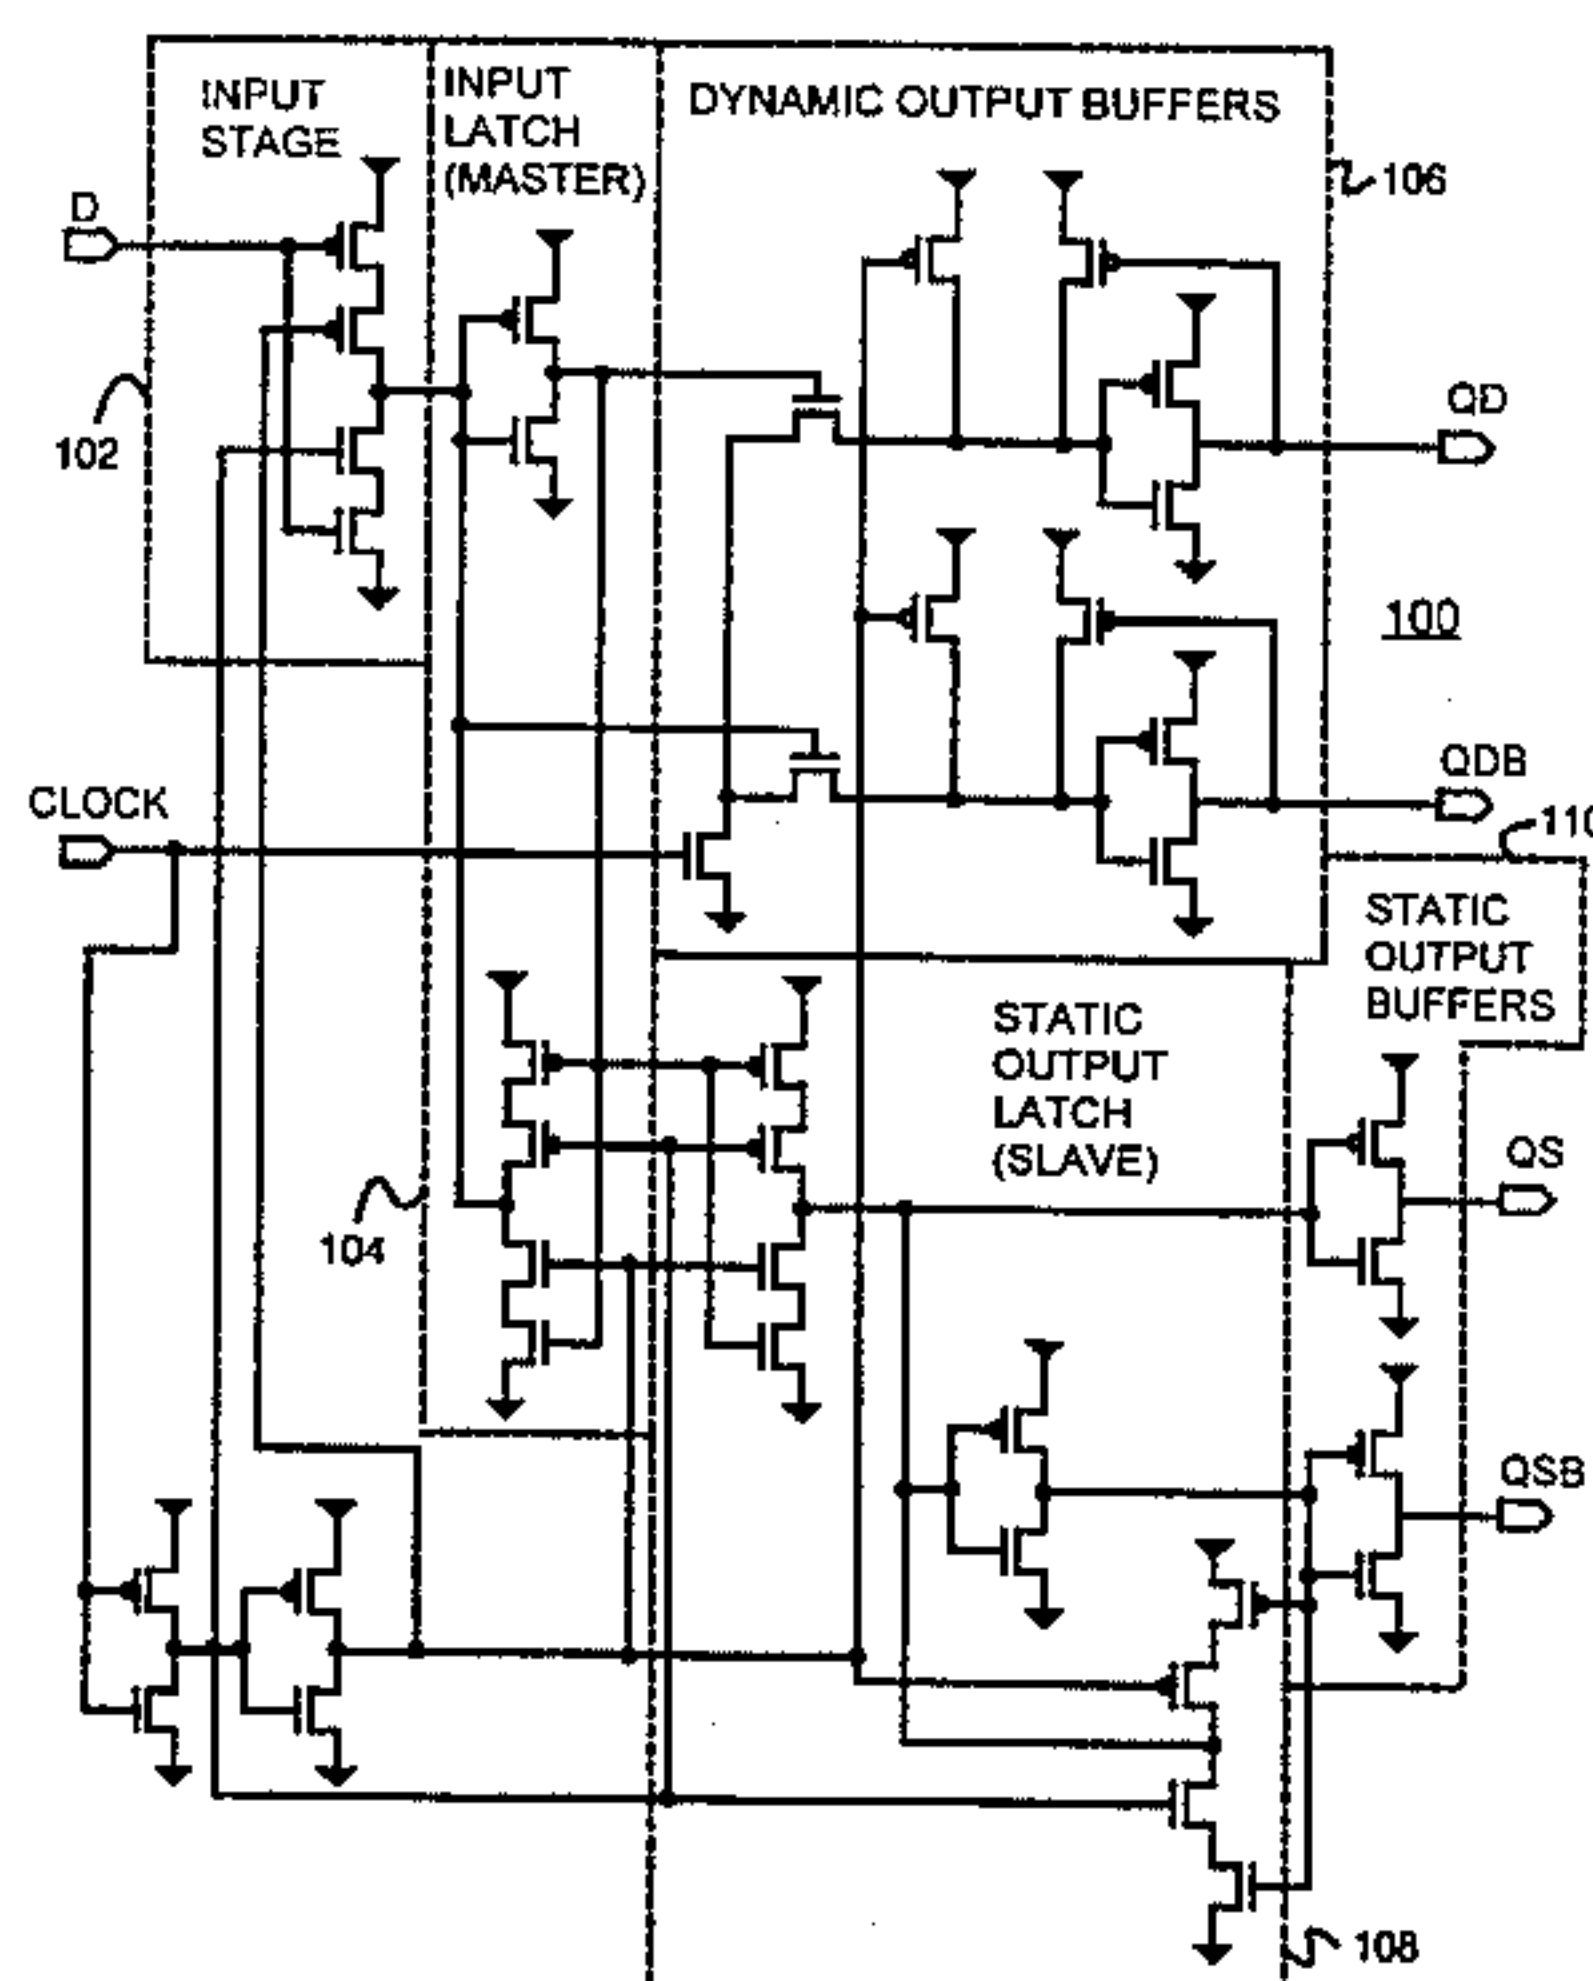 INPUT
STAGE
INPUT
LATCH
(MASTER)
DYNAMIC OUTPUT BUFFERS
106
D
102
QD
100
QDB
CLOCK
110
STATIC
OUTPUT
BUFFERS
STATIC
OUTPUT
LATCH
(SLAVE)
QS
104
QSB
108